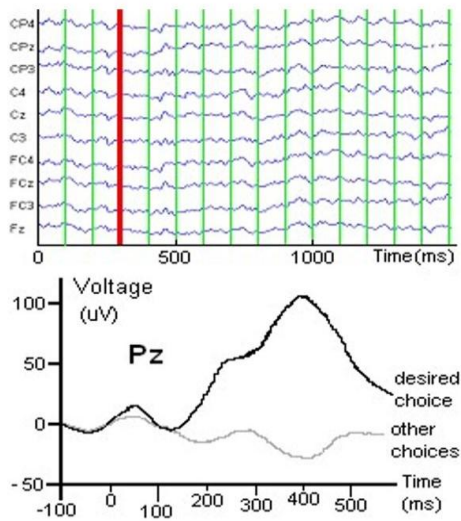 CP4
CPz
CP3
C4
Cz
C3
FC4
FCz
FC3
Fz
0 500 1000 Time(ms)
Voltage
(uV)
100
Pz
50
desired
choice
0
other
choices
-50
Time
(ms)
-100 0 100 200 300 400 500